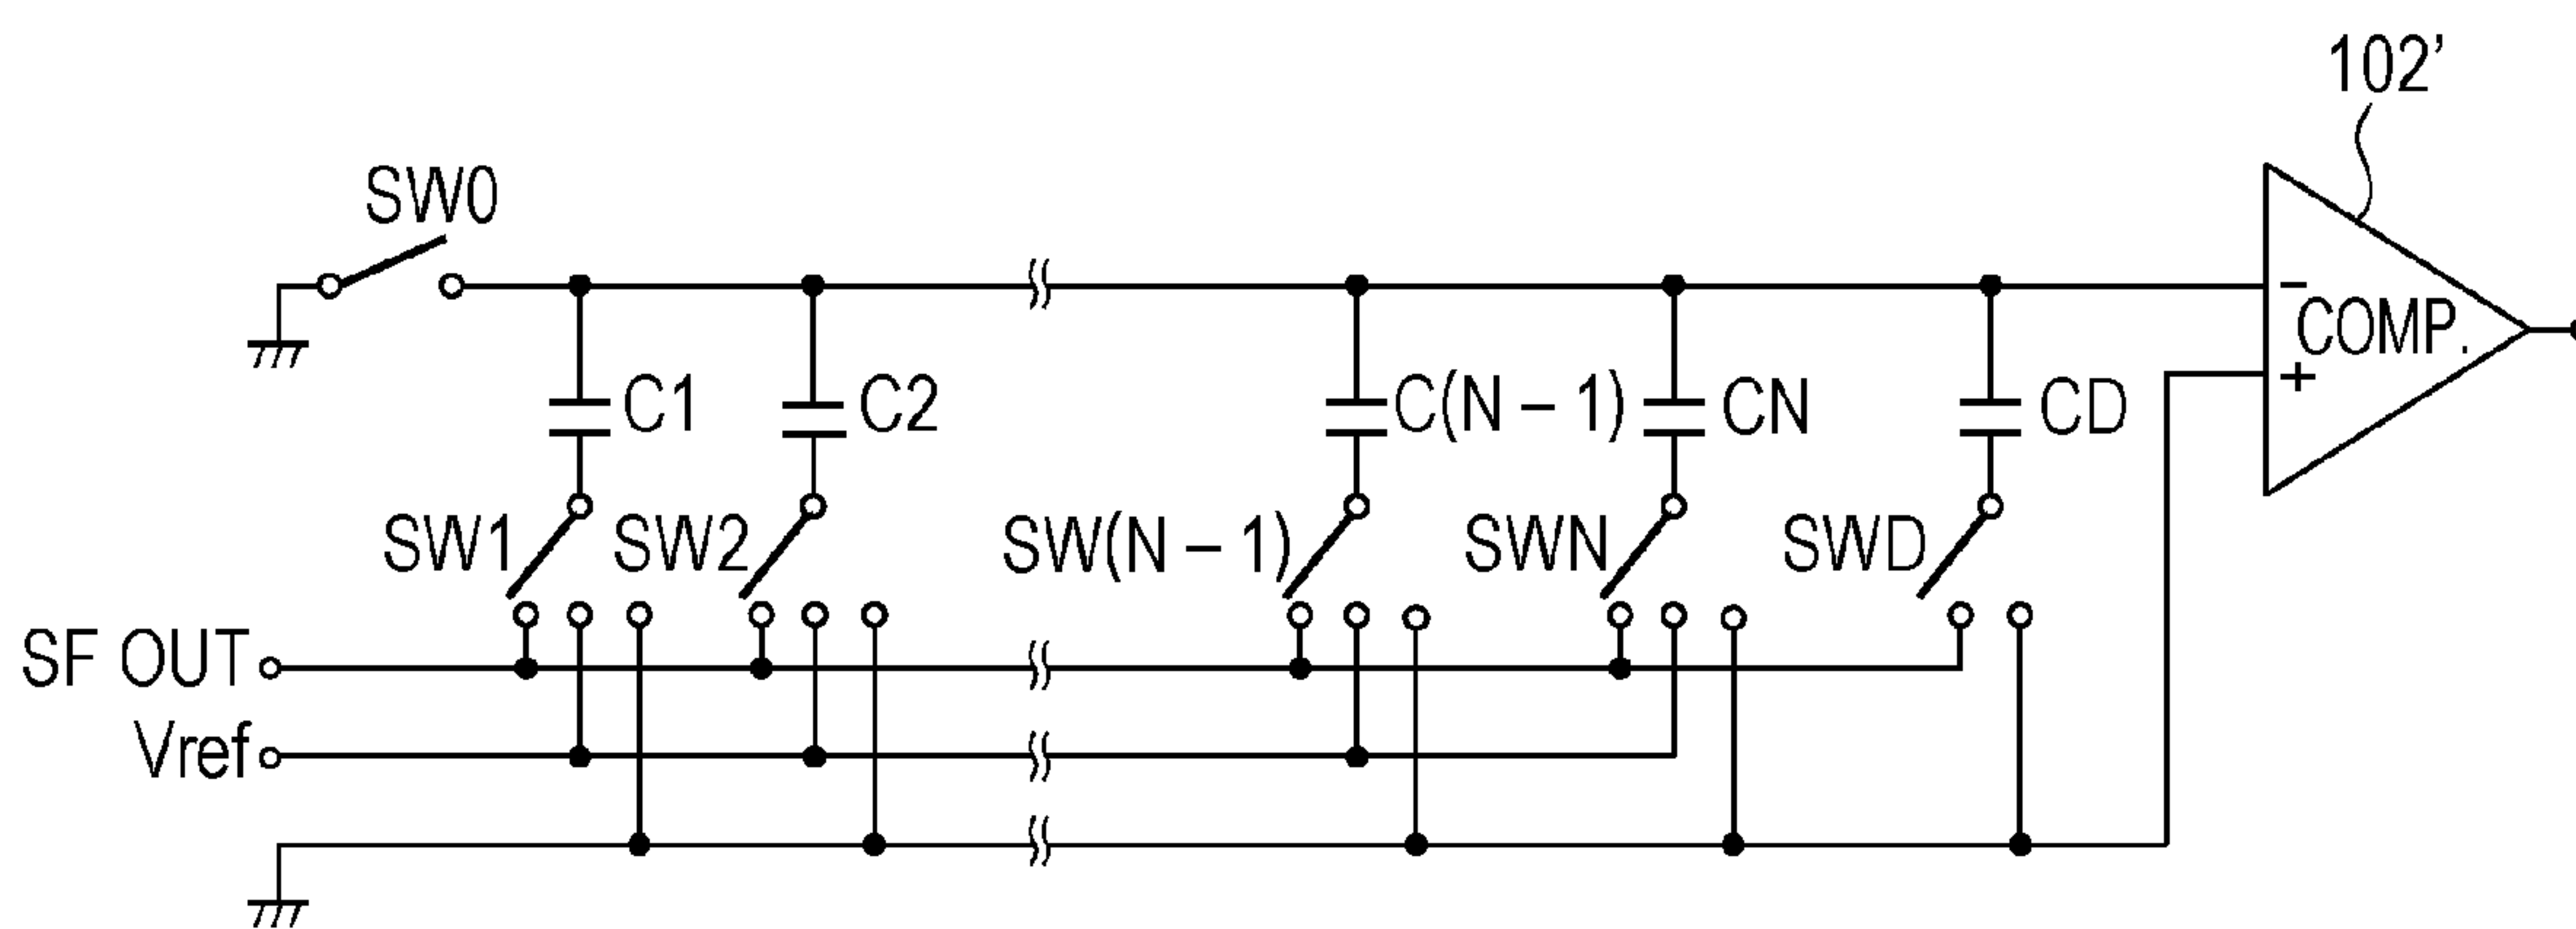 102’
SW0
−
COMP.
+
C1
C2
C(N − 1)
CN
CD
SW1
SW2
SW(N − 1)
SWN
SWD
SF OUT
Vref